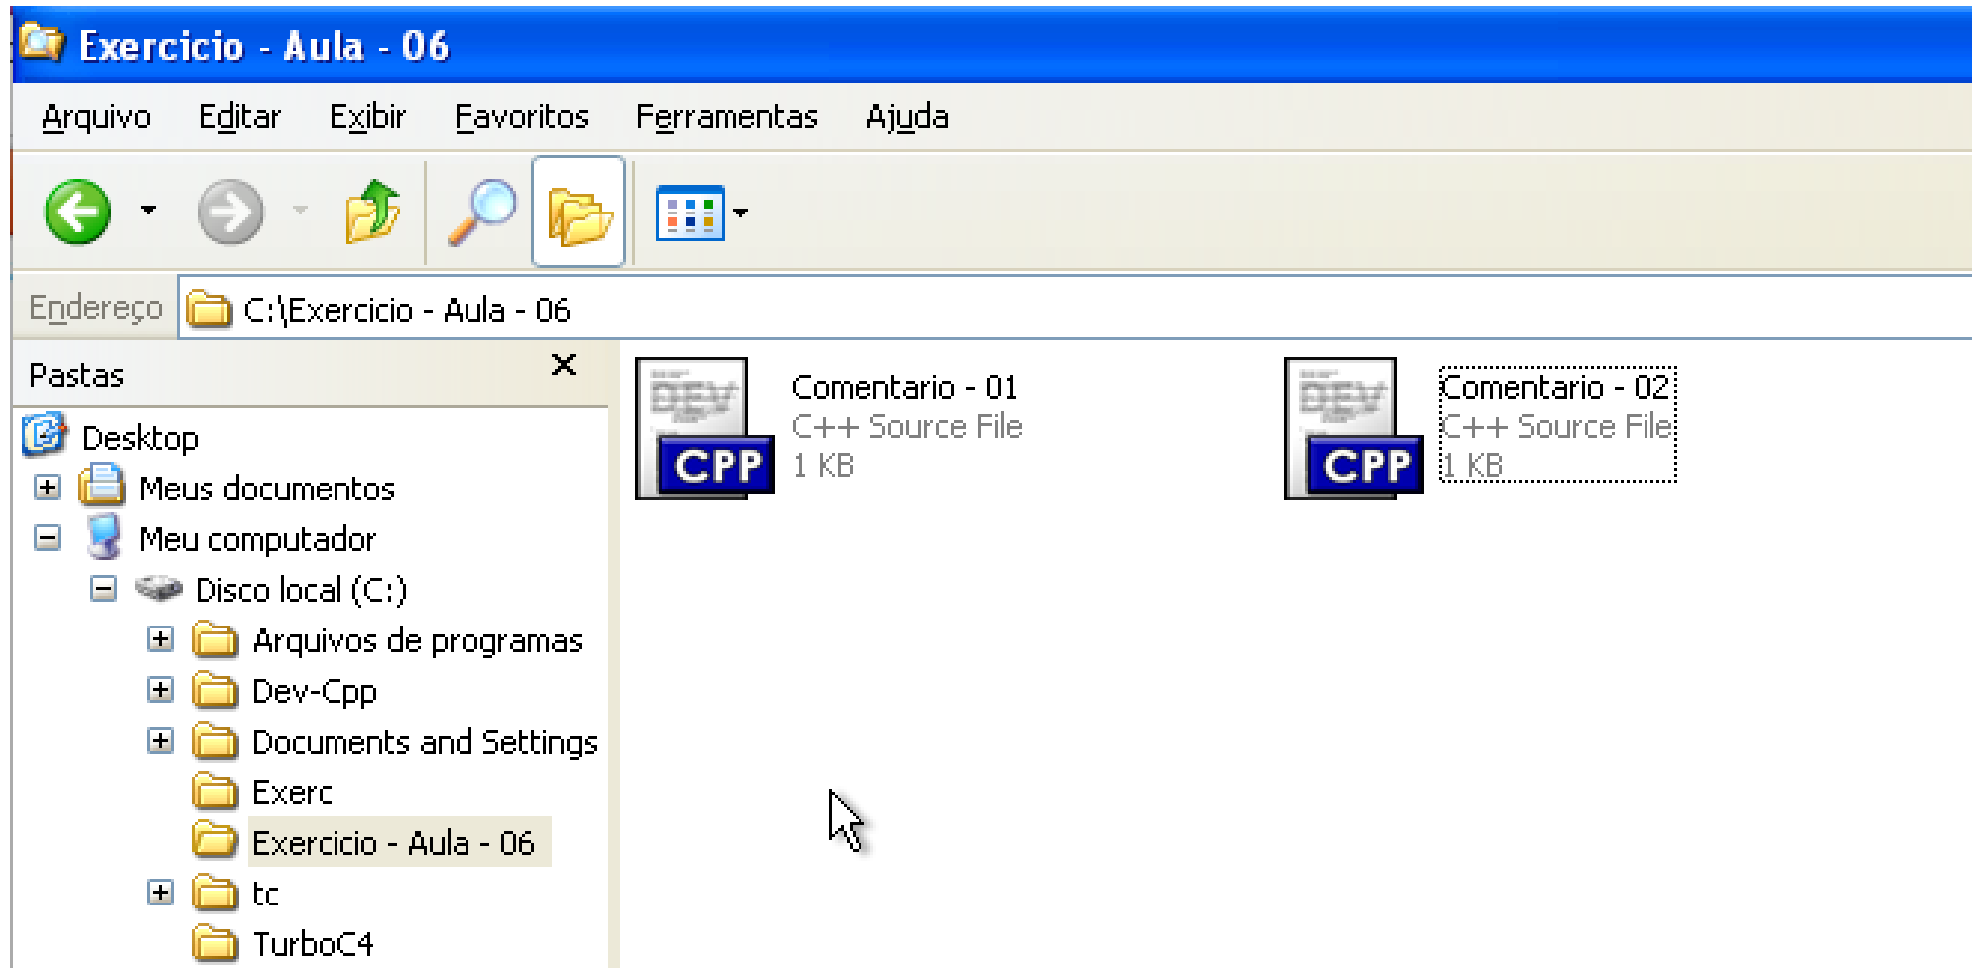 Exercicio - Aula - 06
Arquivo Editar Exibir Favoritos Ferramentas Ajuda
Endereço C:\Exercicio - Aula - 06
Pastas
Desktop
Meus documentos
Meu computador
Disco local (C:)
Arquivos de programas
Dev-Cpp
Documents and Settings
Exerc
Exercicio - Aula - 06
tc
TurboC4
DEV
CPP
Comentario - 01
C++ Source File
1 KB
DEV
CPP
Comentario - 02
C++ Source File
1 KB